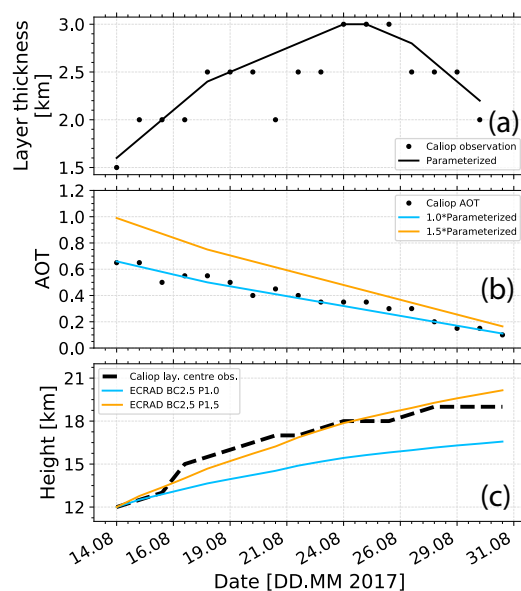 3.0
2.5
2.0
1.5
Layer thickness
[km]
(a)
Caliop observation
Parameterized
1.2
1.0
0.8
0.6
0.4
0.2
0.0
AOT
Caliop AOT
1.0*Parameterized
1.5*Parameterized
(b)
21
18
15
12
Height [km]
Caliop lay. centre obs.
ECRAD BC2.5 P1.0
ECRAD BC2.5 P1,5
(c)
14.08
16.08
19.08
21.08
24.08
26.08
29.08
31.08
Date [DD.MM 2017]